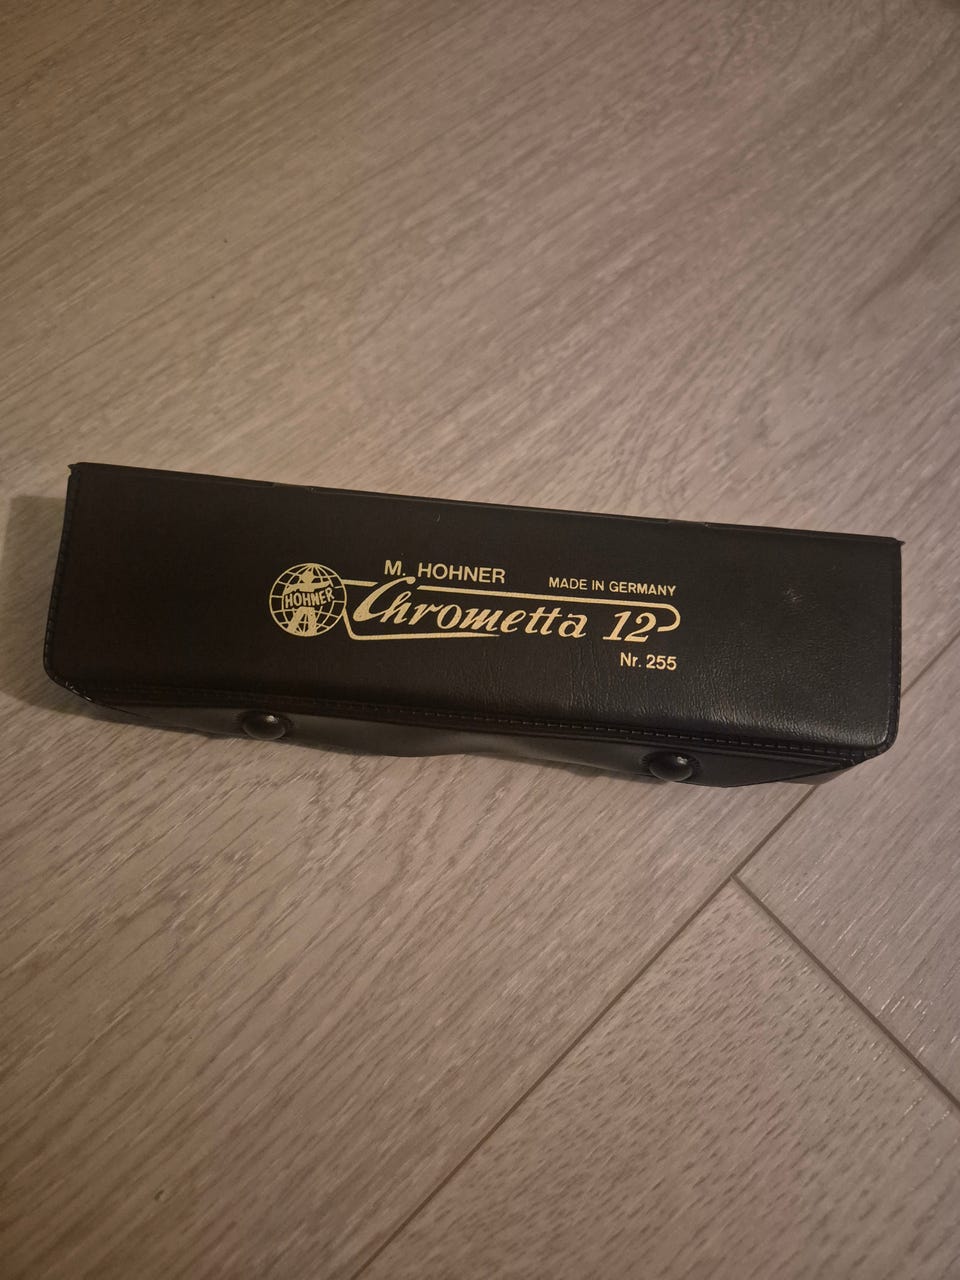 M. HOHNER MADE IN GERMANY
HOHNER Chrometta 12
Nr. 255